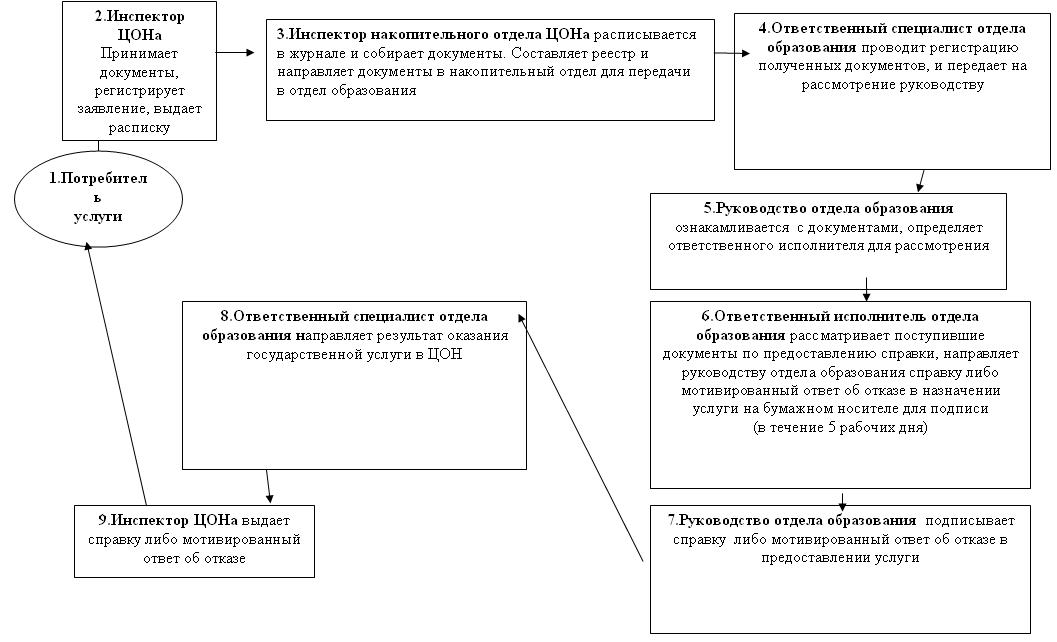 2.Инспектор
ЦОНа
Принимает
документы,
регистрирует
заявление, выдает
расписку
3.Инспектор накопительного отдела ЦОНа расписывается
в журнале и собирает документы. Составляет реестр и
направляет документы в накопительный отдел для передачи
в отдел образования
4.Ответственный специалист отдела
образования проводит регистрацию
полученных документов, и передает на
рассмотрение руководству
1.Потребител
ь
услуги
5.Руководство отдела образования
ознакамливается с документами, определяет
ответственного исполнителя для рассмотрения
6.Ответственный исполнитель отдела
образования рассматривает поступившие
документы по предоставлению справки, направляет
руководству отдела образования справку либо
мотивированный ответ об отказе в назначении
услуги на бумажном носителе для подписи
(в течение 5 рабочих дня)
7.Руководство отдела образования подписывает
справку либо мотивированный ответ об отказе в
предоставлении услуги
8.Ответственный специалист отдела
образования направляет результат оказания
государственной услуги в ЦОН
9.Инспектор ЦОНа выдает
справку либо мотивированный
ответ об отказе